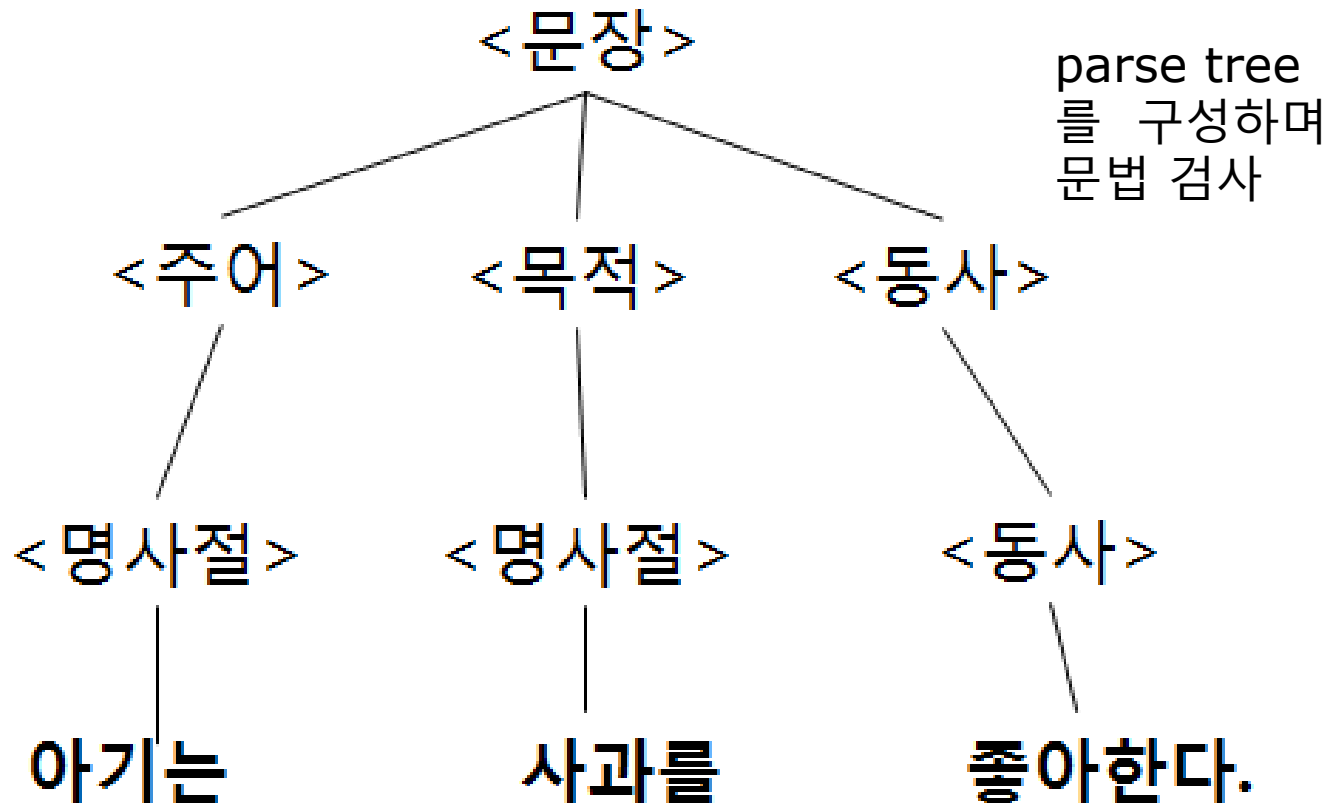 <문장>
parse tree
를 구성하며
문법 검사
<주어> <목적> <동사>
<명사절> <명사절> <동사>
아기는 사과를 좋아한다.